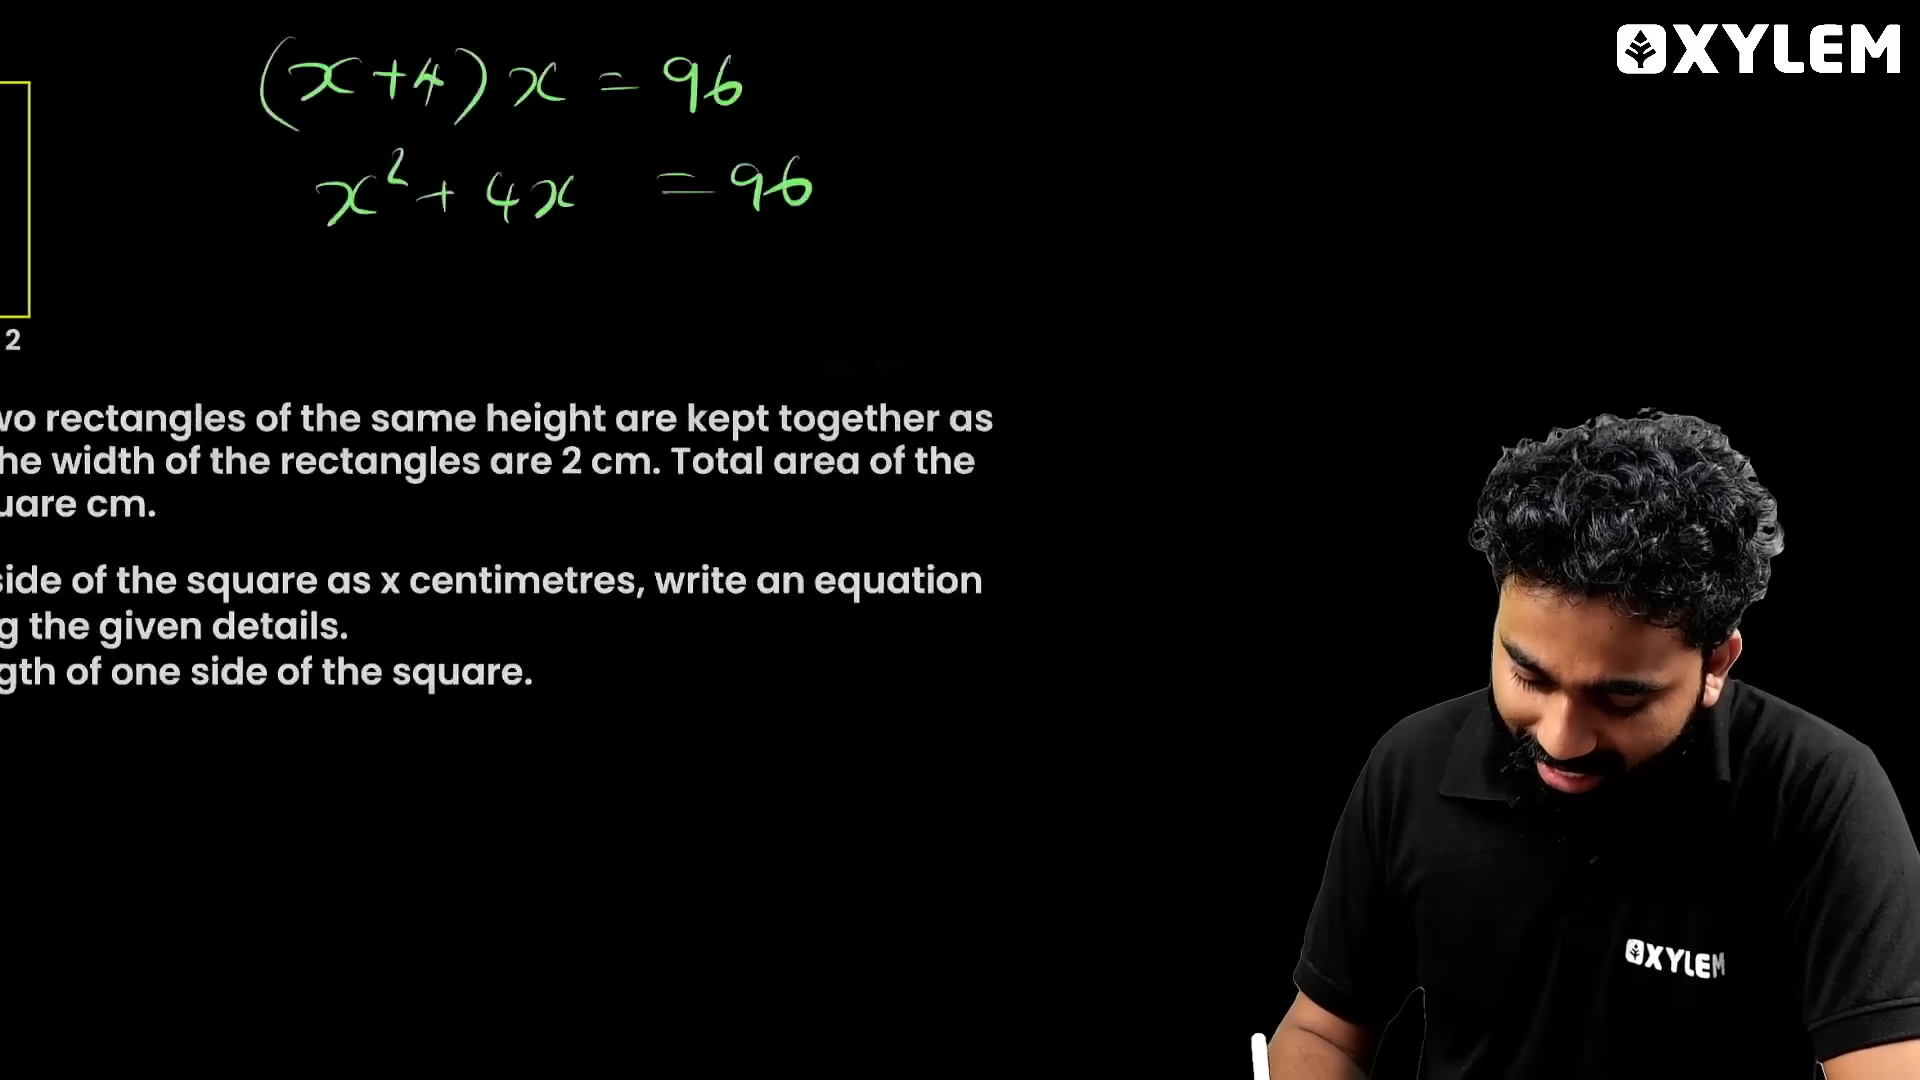 (x+4) x = 96
XYLEM
x² + 4x = 96
2
wo rectangles of the same height are kept together as
he width of the rectangles are 2 cm. Total area of the
uare cm.
side of the square as x centimetres, write an equation
g the given details.
gth of one side of the square.
XYLEM